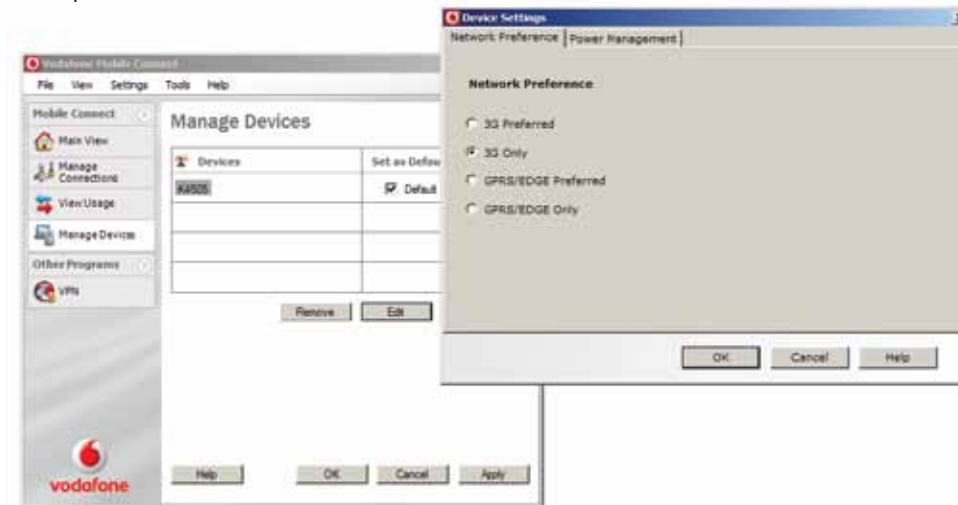 Vodafone Mobile Connect
File View Settings Tools Help
Mobile Connect
Main View
Manage
Connections
View Usage
Manage Devices
Other Programs
VPN
vodafone
Manage Devices
Devices Set as Defau
Default
Remove Edit
Help OK Cancel Apply
Device Settings
Network Preference Power Management
Network Preference
3G Preferred
3G Only
GPRS/EDGE Preferred
GPRS/EDGE Only
OK Cancel Help